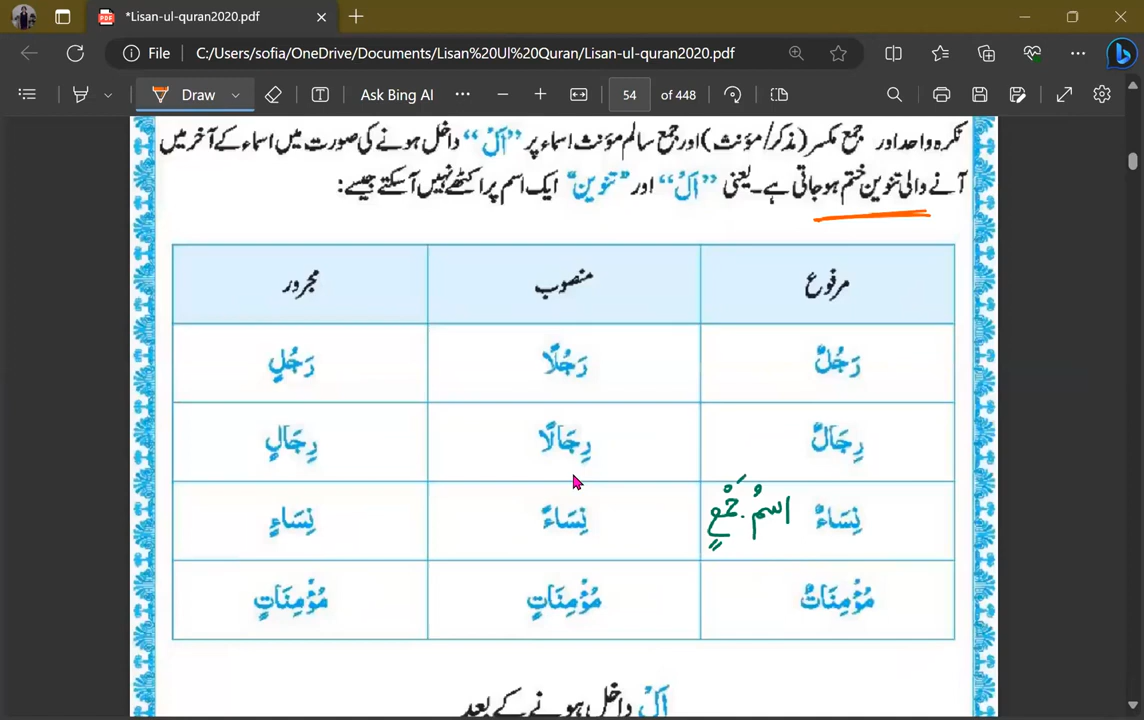 *Lisan-ul-quran2020.pdf
File C:/Users/sofia/OneDrive/Documents/Lisan%20Ul%20Quran/Lisan-ul-quran2020.pdf
Draw Ask Bing AI 54 of 448
نکرہ واحد اور جمع مکسر (مذکر/مؤنث) اور جمع سالم مؤنث اسماء پر “اَلْ” داخل ہونے کی صورت میں اسماء کے آخر میں
آنے والی تنوین ختم ہو جاتی ہے۔ یعنی “اَلْ” اور “تنوین” ایک اسم پر اکٹھے نہیں آسکتے جیسے:
مرفوع منصوب مجرور
رَجُلٌ رَجُلًا رَجُلٍ
رِجَالٌ رِجَالًا رِجَالٍ
نِسَاءٌ اسمُ جَمْعٍ نِسَاءً نِسَاءٍ
مُؤْمِنَاتٌ مُؤْمِنَاتٍ مُؤْمِنَاتٍ
اَلْ داخل ہونے کے بعد